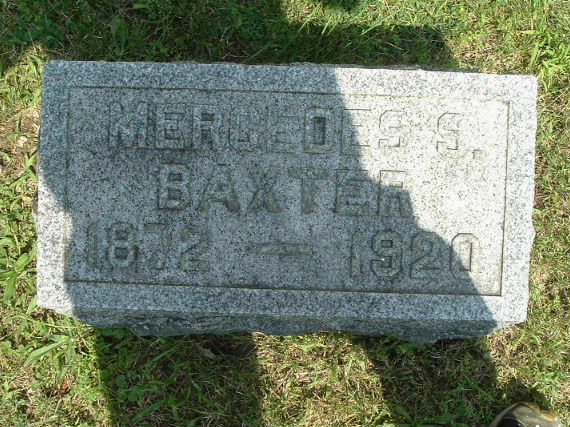 MERCEDES S.
BAXTER
1872 — 1920